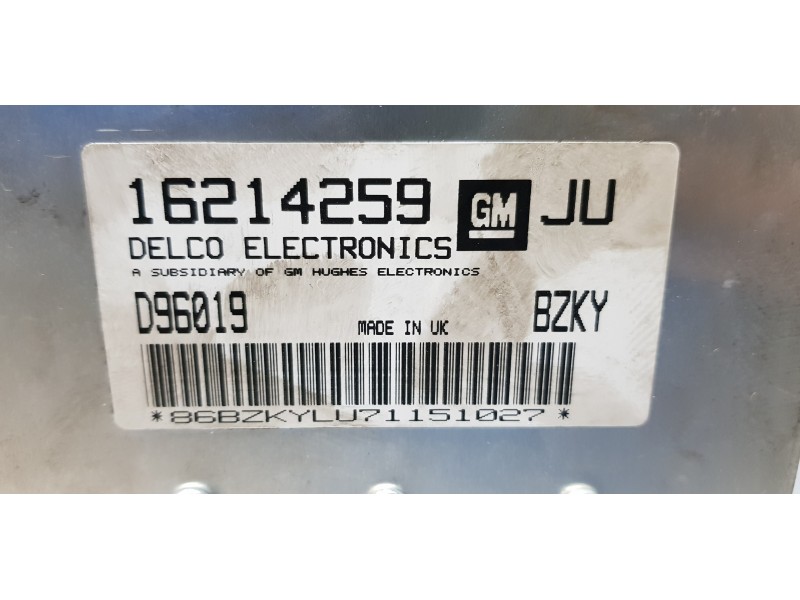 16214259 GM JU
DELCO ELECTRONICS
A SUBSIDIARY OF GM HUGHES ELECTRONICS
D96019 MADE IN UK BZKY
*86BZKYLU71151027*